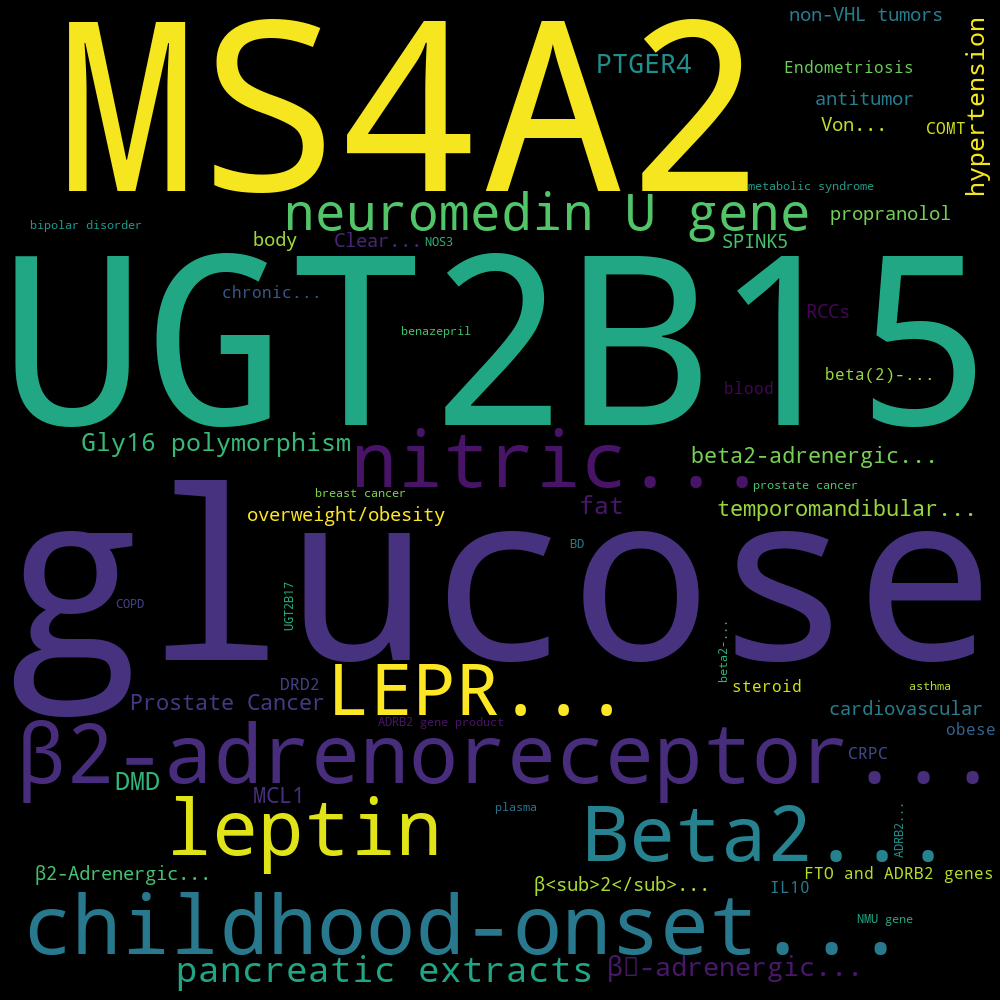 non-VHL tumors
MS4A2
PTGER4
Endometriosis
hypertension
antitumor
Von...
COMT
metabolic syndrome
neuromedin U gene
propranolol
bipolar disorder
body
Clear...
NOS3
SPINK5
UGT2B15
chronic...
RCCs
benazepril
beta(2)-...
blood
Gly16 polymorphism
nitric...
beta2-adrenergic...
prostate cancer
breast cancer
fat
temporomandibular...
overweight/obesity
glucose
BD
COPD
UGT2B17
beta2-...
LEPR...
DRD2
steroid
asthma
Prostate Cancer
cardiovascular
ADRB2 gene product
obese
β2-adrenoreceptor...
CRPC
DMD
MCL1
leptin
plasma
Beta2...
ADRB2...
β2-Adrenergic...
β<sub>2</sub>...
IL10
FTO and ADRB2 genes
childhood-onset...
NMU gene
pancreatic extracts
β▯-adrenergic...